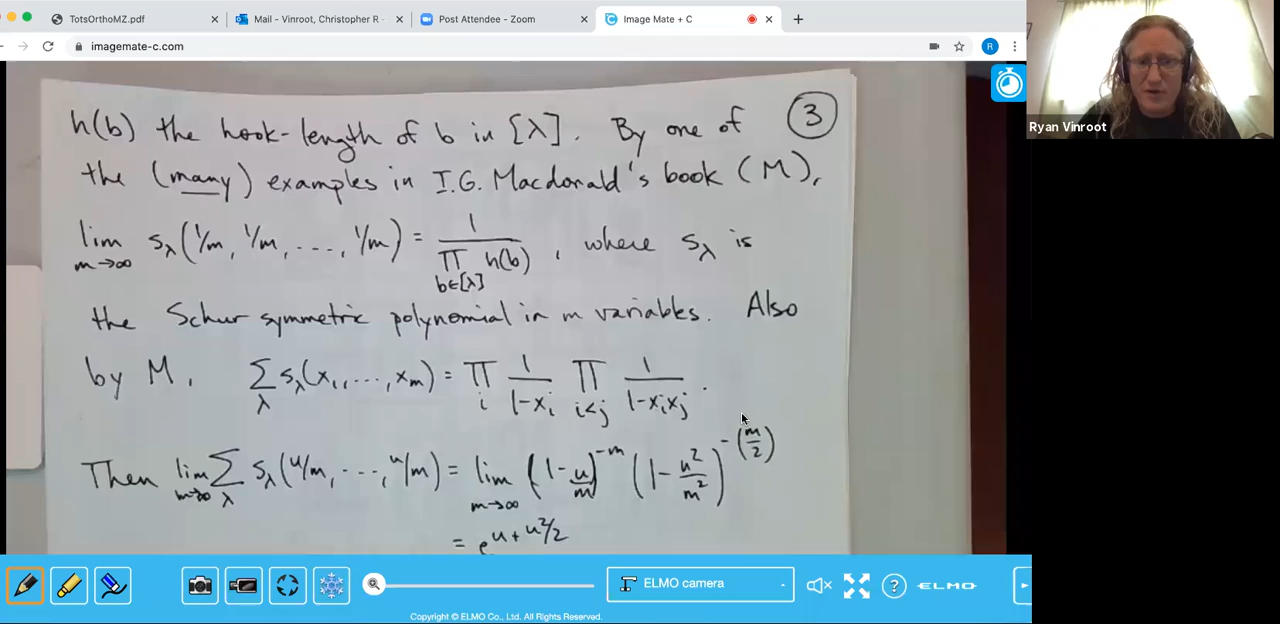 TotsOrthoMZ.pdf
Mail - Vinroot, Christopher R -
Post Attendee - Zoom
Image Mate + C
imagemate-c.com
R
Ryan Vinroot
3
h(b) the hook-length of b in [λ]. By one of
the (many) examples in I.G. Macdonald's book (M),
lim m→∞ s_λ(1/m, 1/m, ..., 1/m) = 1 / ∏_{b∈[λ]} h(b), where s_λ is
the Schur symmetric polynomial in m variables. Also
by M, ∑_λ s_λ(x_1, ..., x_m) = ∏_i 1/(1-x_i) ∏_{i<j} 1/(1-x_i x_j).
Then lim m→∞ ∑_λ s_λ(u/m, ..., u/m) = lim m→∞ (1 - u/m)^{-m} (1 - u²/m²)^{-(m/2)}
= e^{u+u²/2}
ELMO camera
? ELMO
Copyright © ELMO Co., Ltd. All Rights Reserved.